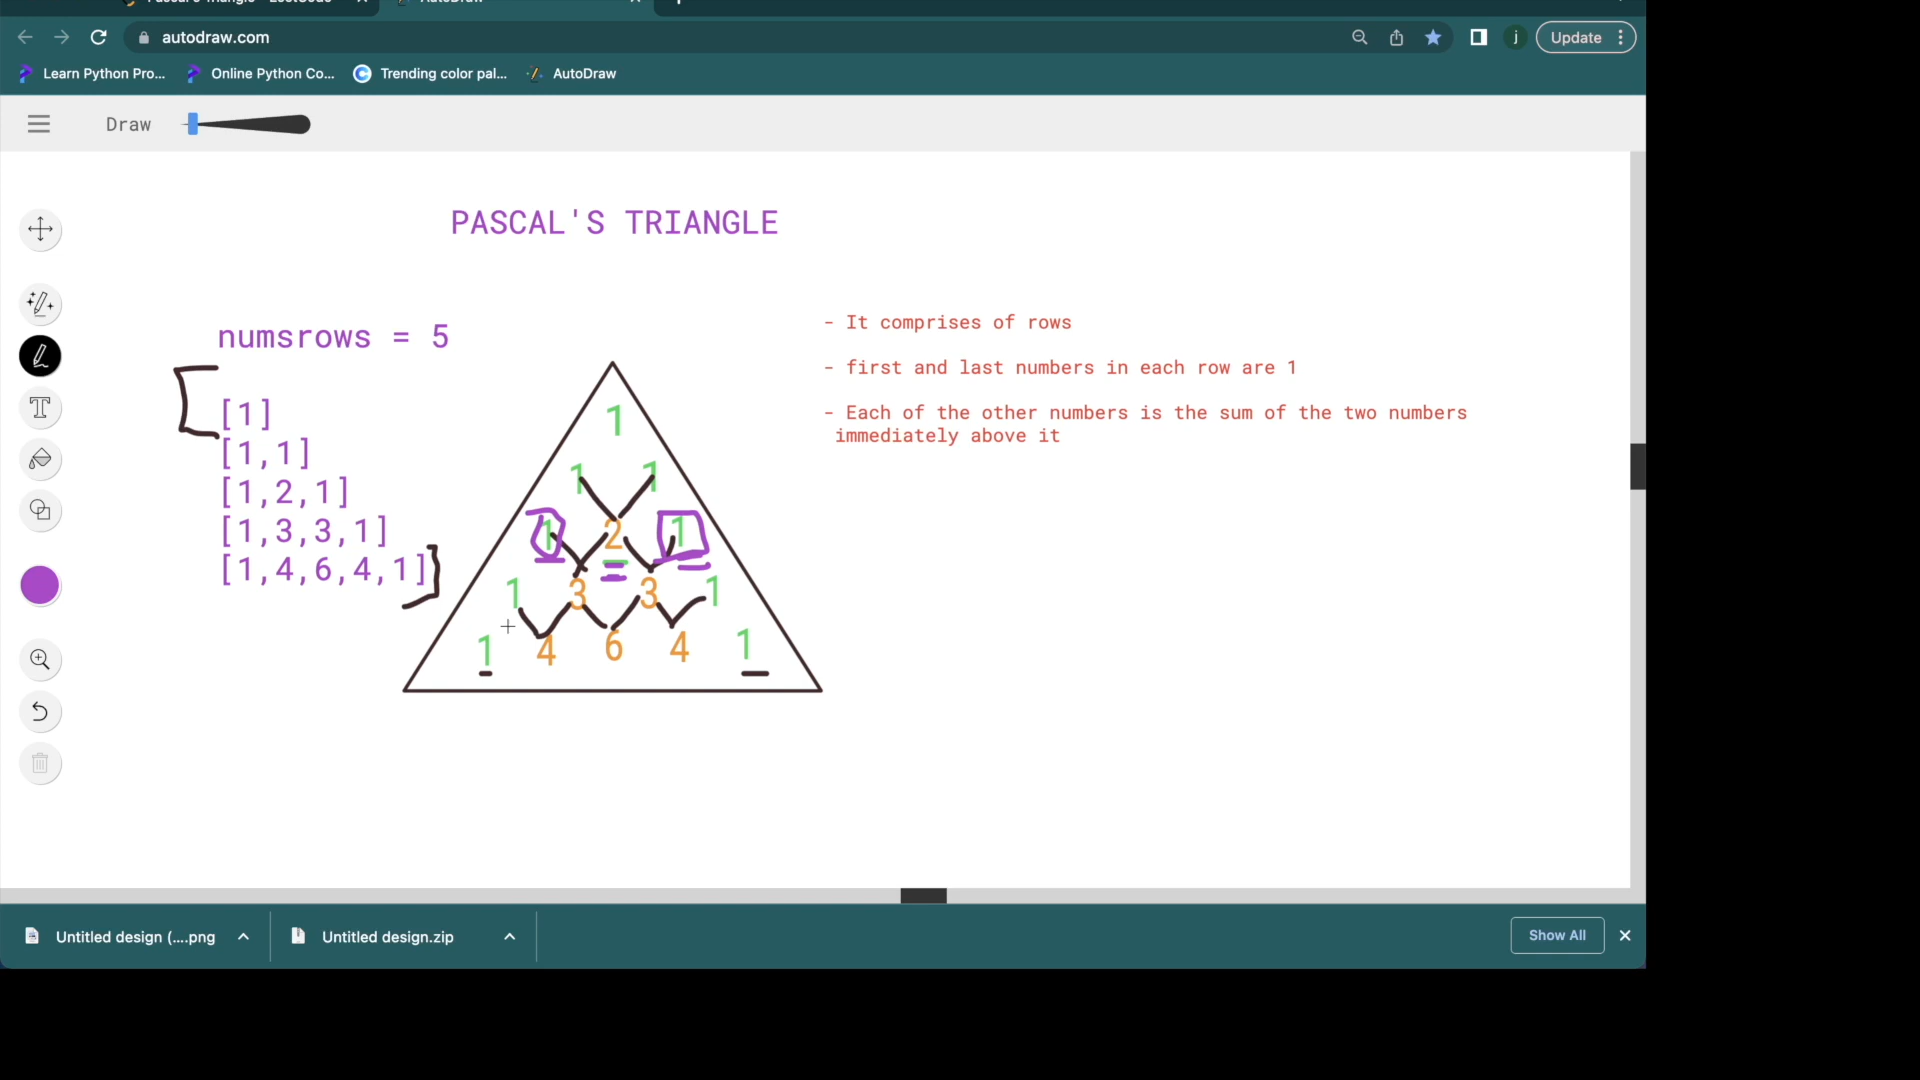 autodraw.com
j
Update
Learn Python Pro...
Online Python Co...
Trending color pal...
AutoDraw
Draw
PASCAL'S TRIANGLE
numsrows = 5
[1]
[1,1]
[1,2,1]
[1,3,3,1]
[1,4,6,4,1]
1
1 1
1 2 1
1 3 3 1
1 4 6 4 1
- It comprises of rows
- first and last numbers in each row are 1
- Each of the other numbers is the sum of the two numbers
immediately above it
Untitled design (....png
Untitled design.zip
Show All